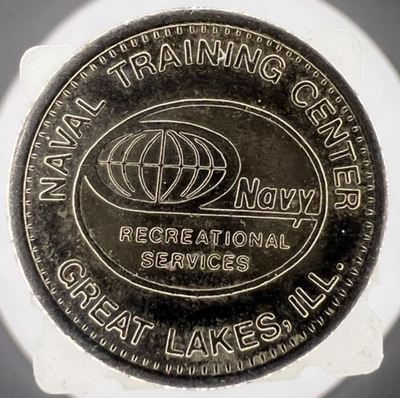 NAVAL TRAINING CENTER
Navy
RECREATIONAL
SERVICES
GREAT LAKES, ILL.